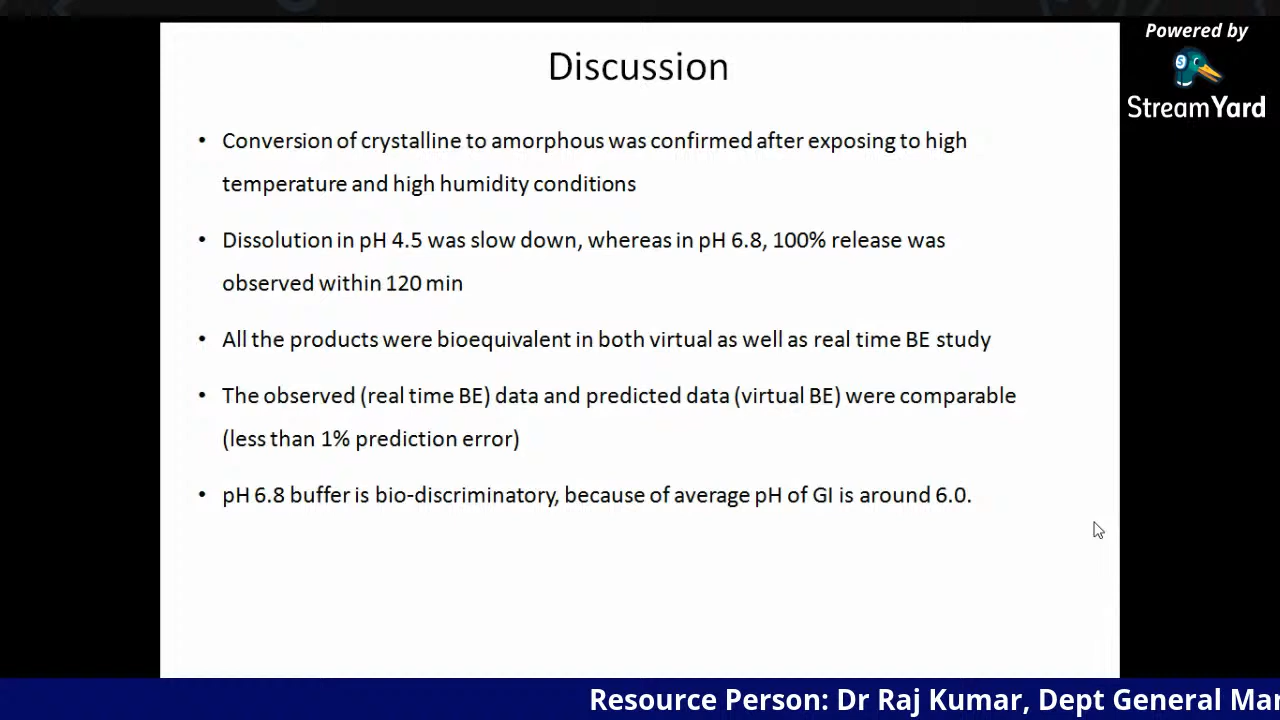 Powered by
StreamYard
Discussion
• Conversion of crystalline to amorphous was confirmed after exposing to high
temperature and high humidity conditions
• Dissolution in pH 4.5 was slow down, whereas in pH 6.8, 100% release was
observed within 120 min
• All the products were bioequivalent in both virtual as well as real time BE study
• The observed (real time BE) data and predicted data (virtual BE) were comparable
(less than 1% prediction error)
• pH 6.8 buffer is bio-discriminatory, because of average pH of GI is around 6.0.
Resource Person: Dr Raj Kumar, Dept General Mar